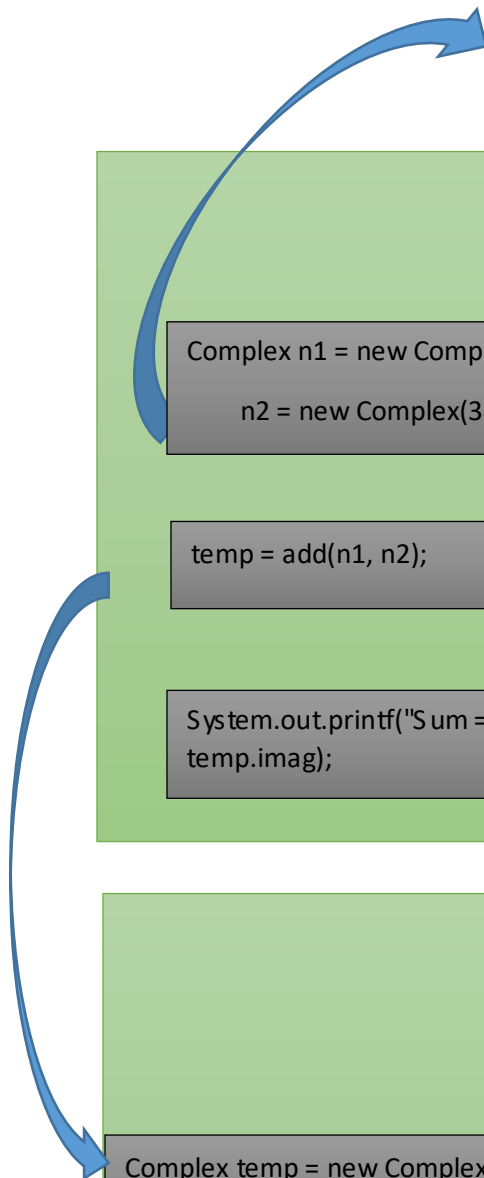 Complex n1 = new Comp
n2 = new Complex(3
temp = add(n1, n2);
System.out.printf("Sum =
temp.imag);
Complex temp = new Complex